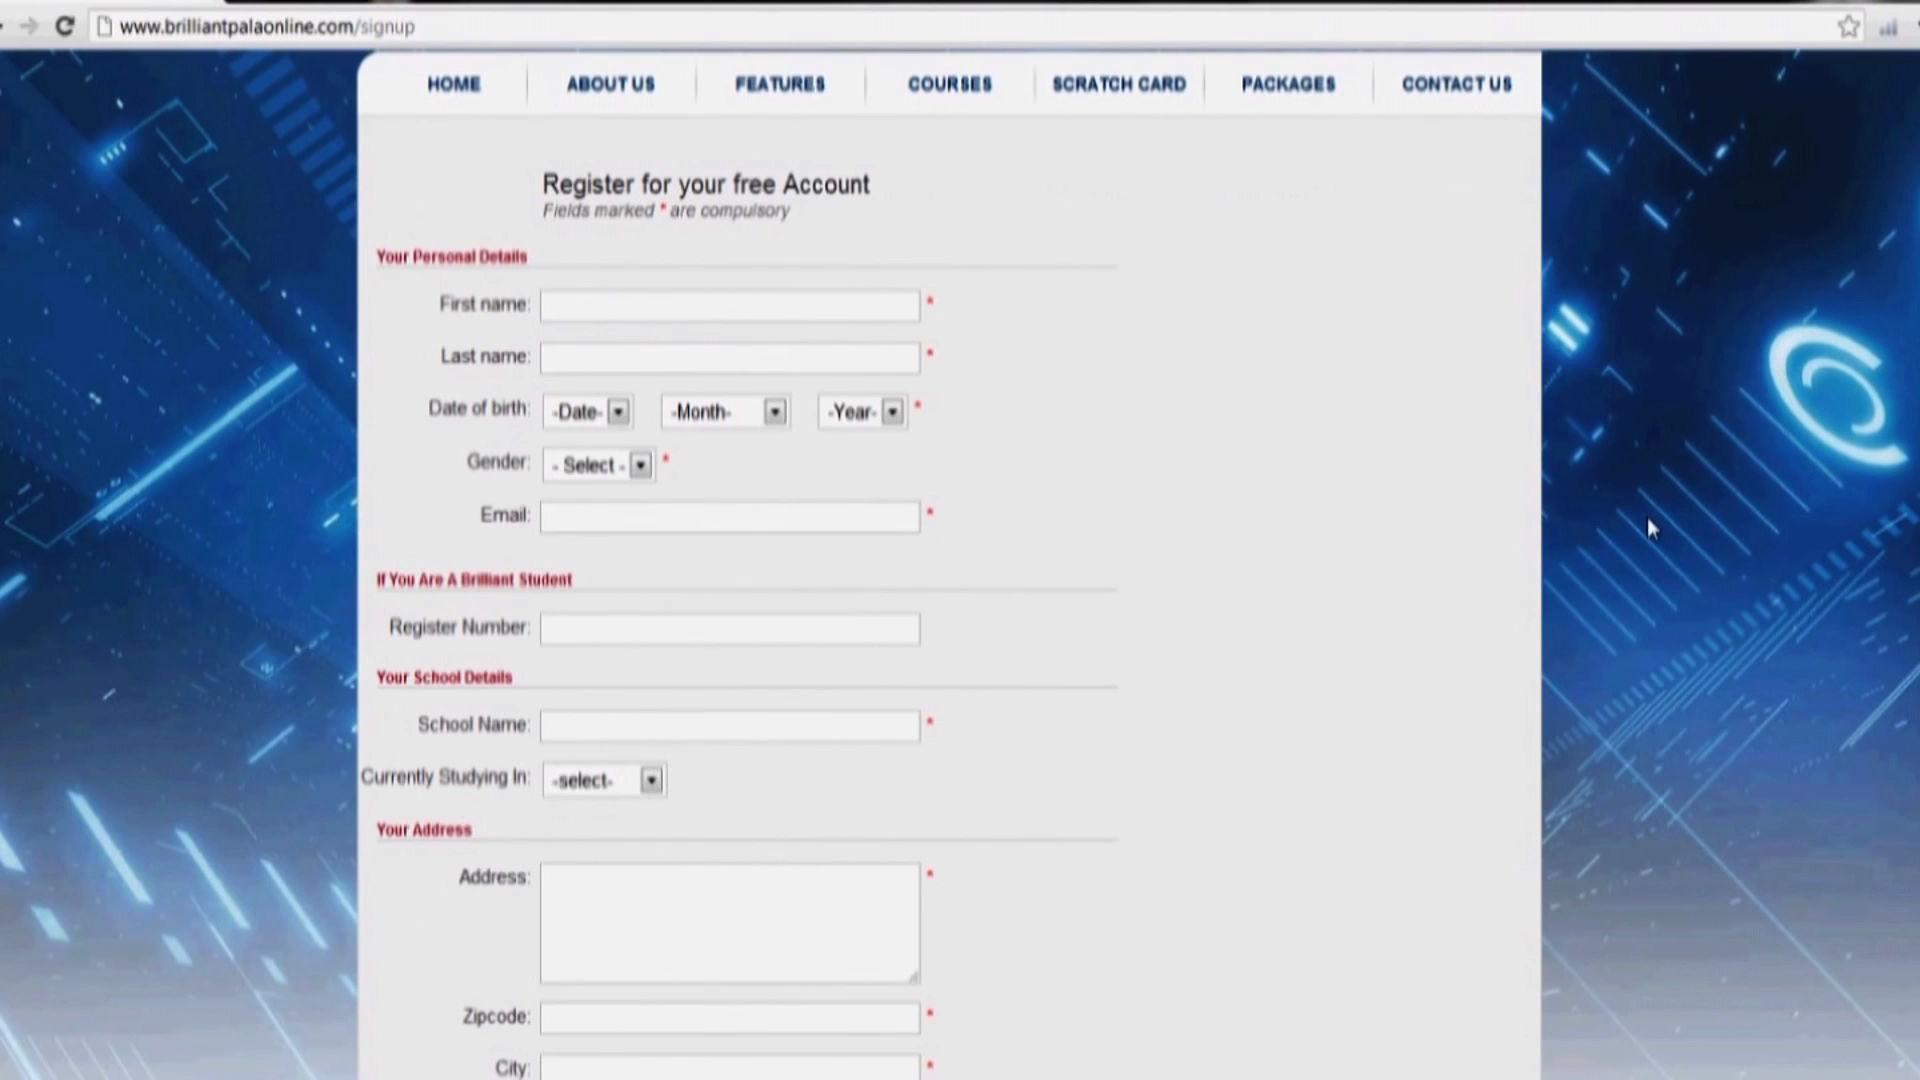 www.brilliantpalaonline.com/signup
HOME ABOUT US FEATURES COURSES SCRATCH CARD PACKAGES CONTACT US
Register for your free Account
Fields marked * are compulsory
Your Personal Details
First name: *
Last name: *
Date of birth: -Date- -Month- -Year- *
Gender: - Select - *
Email: *
If You Are A Brilliant Student
Register Number:
Your School Details
School Name: *
Currently Studying In: -select-
Your Address
Address: *
Zipcode: *
City: *